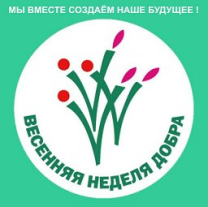 МЫ ВМЕСТЕ СОЗДАЁМ НАШЕ БУДУЩЕЕ !
ВЕСЕННЯЯ НЕДЕЛЯ ДОБРА